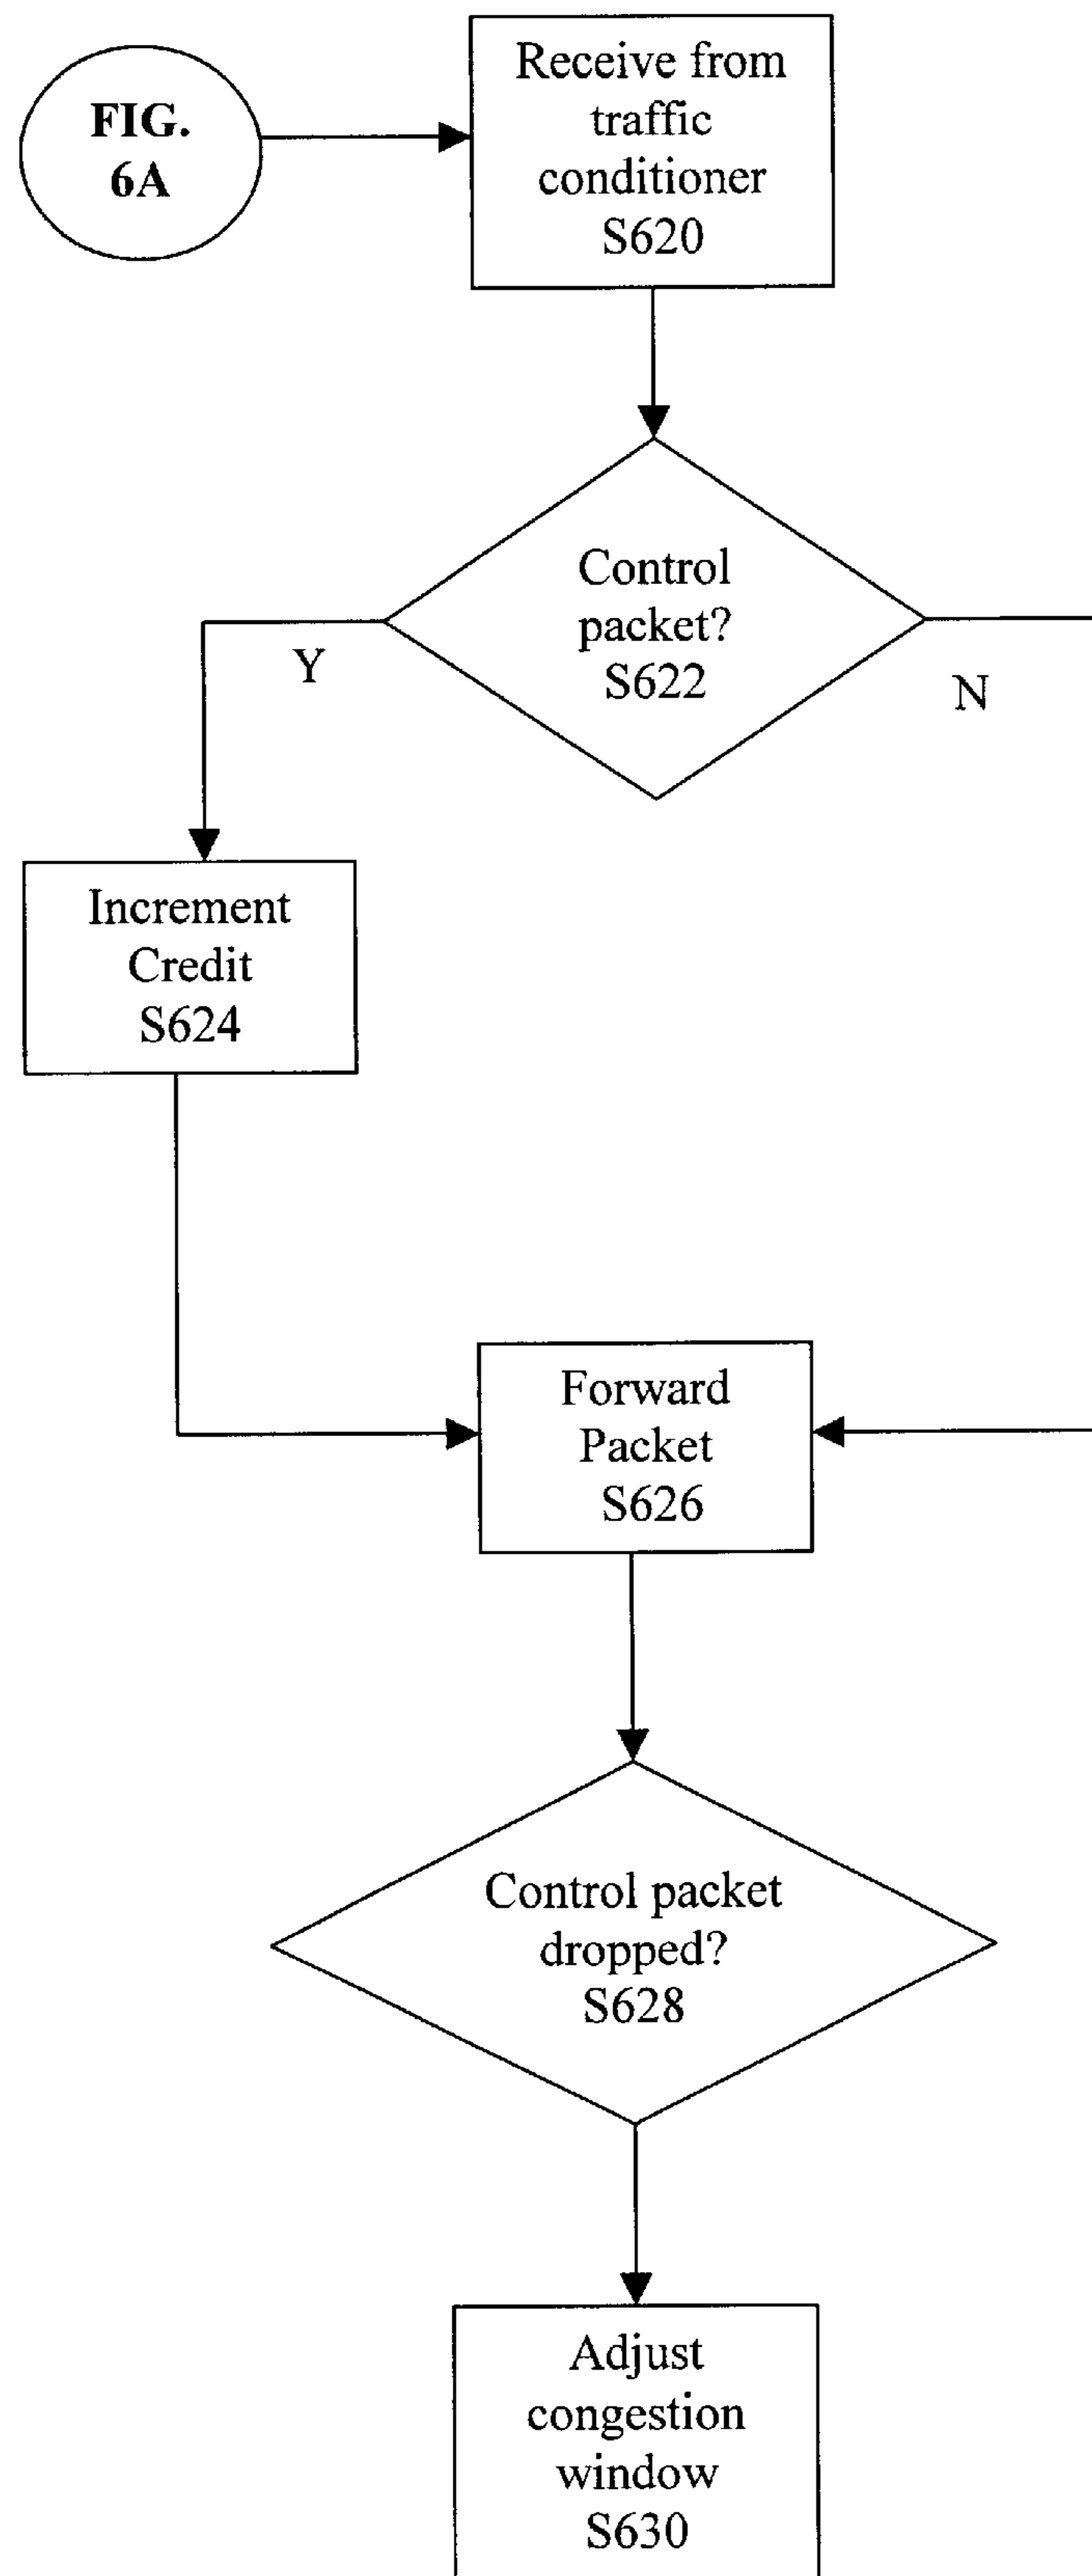 FIG.
6A
Receive from
traffic
conditioner
S620
Control
packet?
S622
Y
N
Increment
Credit
S624
Forward
Packet
S626
Control packet
dropped?
S628
Adjust
congestion
window
S630